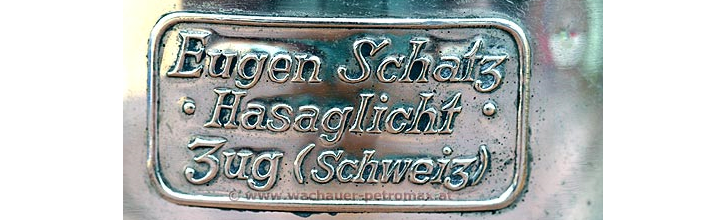 Eugen Schatz
· Hasaglicht ·
Zug (Schweiz)
© www.wachauer-petromax.at